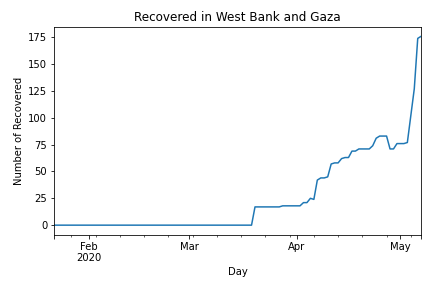 Recovered in West Bank and Gaza
Number of Recovered
175
150
125
100
75
50
25
0
Feb
2020
Mar
Apr
May
Day